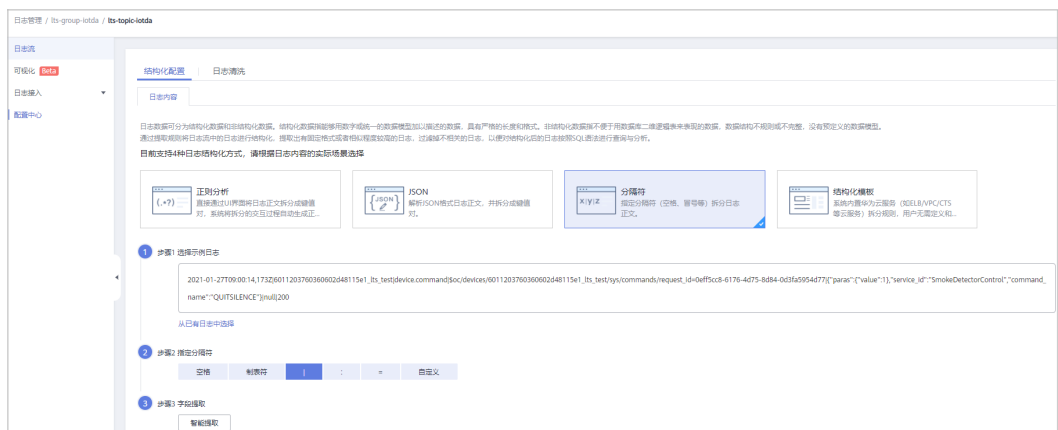 日志管理 / lts-group-iotda / lts-topic-iotda
日志流
可视化 Beta
日志接入
配置中心
结构化配置 日志清洗
日志内容
日志数据可分为结构化数据和非结构化数据。结构化数据指能够用数字或统一的数据模型加以描述的数据，具有严格的长度和格式。非结构化数据指不便于用数据库二维逻辑表来表现的数据，数据结构不规则或不完整，没有预定义的数据模型。
通过提取规则将日志流中的日志进行结构化，提取出有固定格式或者相似程度较高的日志，过滤掉不相关的日志，以便对结构化后的日志按照SQL语法进行查询与分析。
目前支持4种日志结构化方式，请根据日志内容的实际场景选择
(.*?)
正则分析
直接通过UI界面将日志正文拆分成键值
对，系统将拆分的交互过程自动生成正...
{JSON}
JSON
解析JSON格式日志正文，并拆分成键值
对。
x|y|z
分隔符
指定分隔符（空格、冒号等）拆分日志
正文。
结构化模板
系统内置华为云服务（如ELB/VPC/CTS
等云服务）拆分规则，用户无需定义和...
1 步骤1 选择示例日志
2021-01-27T09:00:14,173Z|6011203760360602d48115e1_lts_test|device.command|$oc/devices/6011203760360602d48115e1_lts_test/sys/commands/request_id=0eff5cc8-6176-4d75-8d84-0d3fa5954d77|{"paras":{"value":1},"service_id":"SmokeDetectorControl","command_
name":"QUITSILENCE"}|null|200
从已有日志中选择
2 步骤2 指定分隔符
空格 制表符 | : = 自定义
3 步骤3 字段提取
智能提取